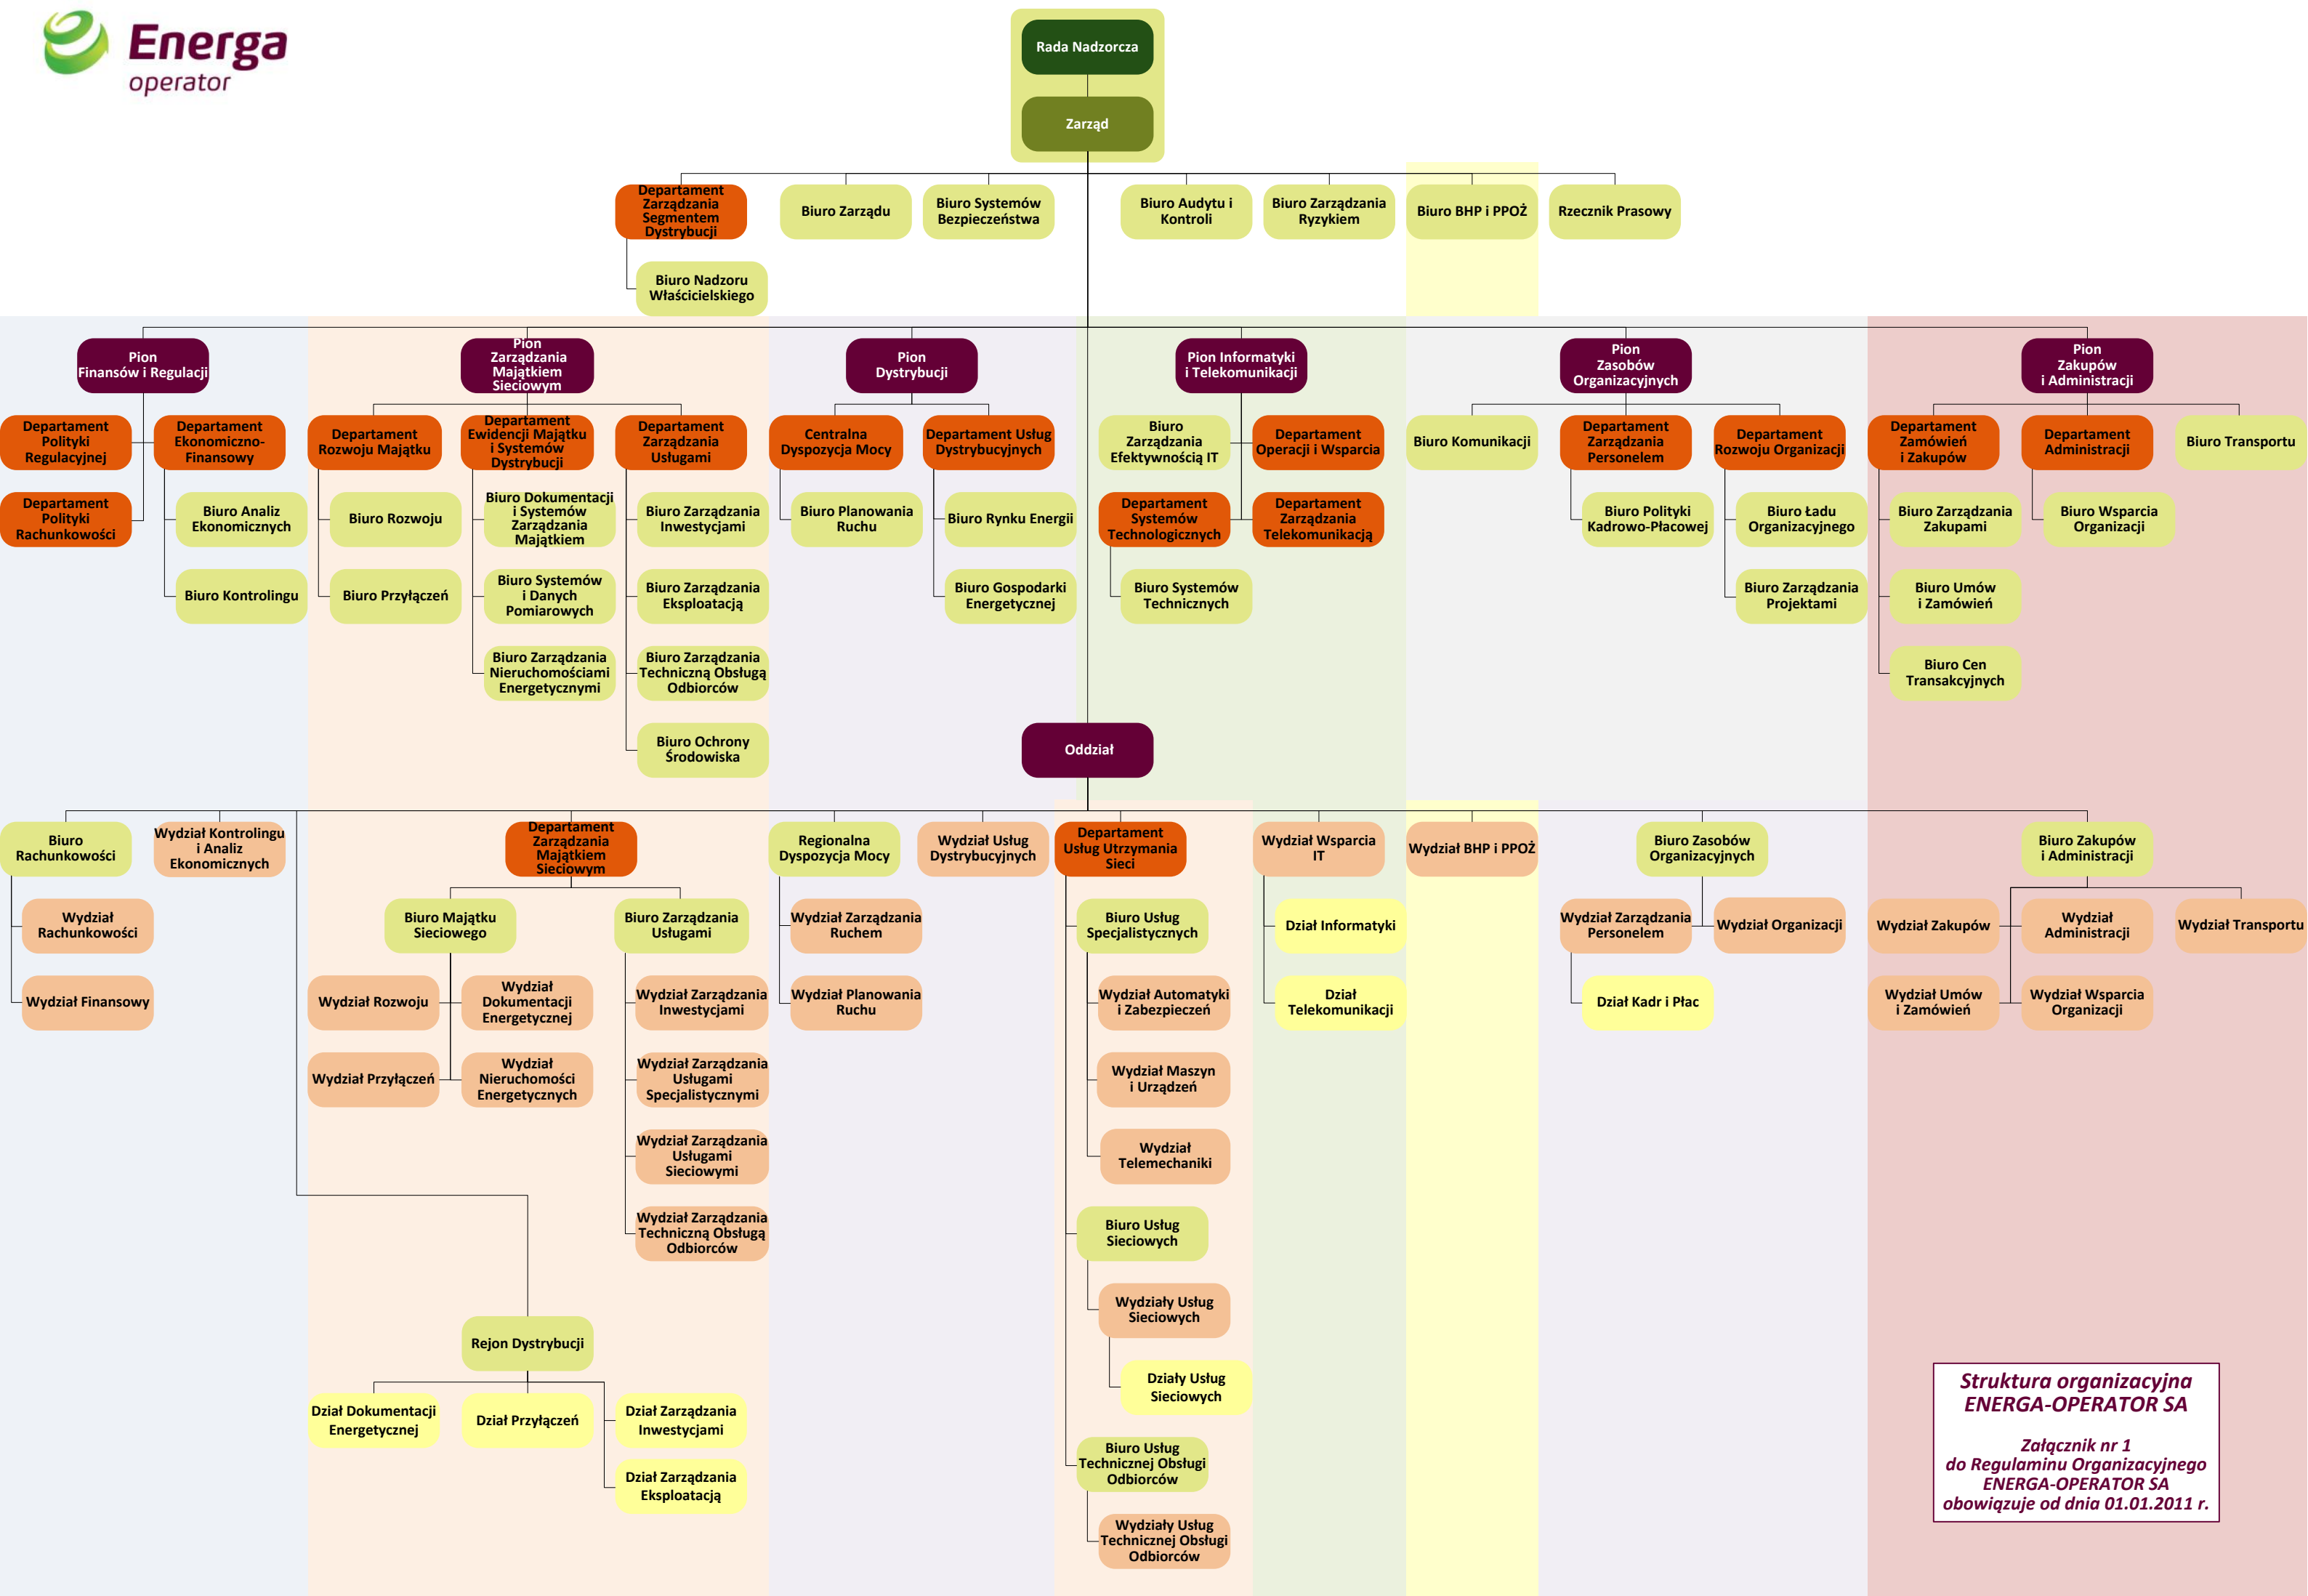 Energa
operator
Rada Nadzorcza
Zarząd
Departament
Zarządzania
Segmentem
Dystrybucji
Biuro Zarządu
Biuro Systemów
Bezpieczeństwa
Biuro Audytu i
Kontroli
Biuro Zarządzania
Ryzykiem
Biuro BHP i PPOŻ
Rzecznik Prasowy
Biuro Nadzoru
Właścicielskiego
Pion
Finansów i Regulacji
Pion
Zarządzania
Majątkiem
Sieciowym
Pion
Dystrybucji
Pion Informatyki
i Telekomunikacji
Pion
Zasobów
Organizacyjnych
Pion
Zakupów
i Administracji
Departament
Polityki
Regulacyjnej
Departament
Ekonomiczno-
Finansowy
Departament
Rozwoju Majątku
Departament
Ewidencji Majątku
i Systemów
Dystrybucji
Departament
Zarządzania
Usługami
Centralna
Dyspozycja Mocy
Departament Usług
Dystrybucyjnych
Biuro
Zarządzania
Efektywnością IT
Departament
Operacji i Wsparcia
Biuro Komunikacji
Departament
Zarządzania
Personelem
Departament
Rozwoju Organizacji
Departament
Zamówień
i Zakupów
Departament
Administracji
Biuro Transportu
Departament
Polityki
Rachunkowości
Biuro Analiz
Ekonomicznych
Biuro Rozwoju
Biuro Dokumentacji
i Systemów
Zarządzania
Majątkiem
Biuro Zarządzania
Inwestycjami
Biuro Planowania
Ruchu
Biuro Rynku Energii
Departament
Systemów
Technologicznych
Departament
Zarządzania
Telekomunikacją
Biuro Polityki
Kadrowo-Płacowej
Biuro Ładu
Organizacyjnego
Biuro Zarządzania
Zakupami
Biuro Wsparcia
Organizacji
Biuro Kontrolingu
Biuro Przyłączeń
Biuro Systemów
i Danych
Pomiarowych
Biuro Zarządzania
Eksploatacją
Biuro Gospodarki
Energetycznej
Biuro Systemów
Technicznych
Biuro Zarządzania
Projektami
Biuro Umów
i Zamówień
Biuro Zarządzania
Nieruchomościami
Energetycznymi
Biuro Zarządzania
Techniczną Obsługą
Odbiorców
Biuro Cen
Transakcyjnych
Biuro Ochrony
Środowiska
Oddział
Biuro
Rachunkowości
Wydział Kontrolingu
i Analiz
Ekonomicznych
Departament
Zarządzania
Majątkiem
Sieciowym
Regionalna
Dyspozycja Mocy
Wydział Usług
Dystrybucyjnych
Departament
Usług Utrzymania
Sieci
Wydział Wsparcia
IT
Wydział BHP i PPOŻ
Biuro Zasobów
Organizacyjnych
Biuro Zakupów
i Administracji
Wydział
Rachunkowości
Biuro Majątku
Sieciowego
Biuro Zarządzania
Usługami
Wydział Zarządzania
Ruchem
Biuro Usług
Specjalistycznych
Dział Informatyki
Wydział Zarządzania
Personelem
Wydział Organizacji
Wydział Zakupów
Wydział
Administracji
Wydział Transportu
Wydział Finansowy
Wydział Rozwoju
Wydział
Dokumentacji
Energetycznej
Wydział Zarządzania
Inwestycjami
Wydział Planowania
Ruchu
Wydział Automatyki
i Zabezpieczeń
Dział
Telekomunikacji
Dział Kadr i Płac
Wydział Umów
i Zamówień
Wydział Wsparcia
Organizacji
Wydział Przyłączeń
Wydział
Nieruchomości
Energetycznych
Wydział Zarządzania
Usługami
Specjalistycznymi
Wydział Maszyn
i Urządzeń
Wydział Zarządzania
Usługami
Sieciowymi
Wydział
Telemechaniki
Wydział Zarządzania
Techniczną Obsługą
Odbiorców
Biuro Usług
Sieciowych
Wydziały Usług
Sieciowych
Rejon Dystrybucji
Działy Usług
Sieciowych
Dział Dokumentacji
Energetycznej
Dział Przyłączeń
Dział Zarządzania
Inwestycjami
Biuro Usług
Technicznej Obsługi
Odbiorców
Dział Zarządzania
Eksploatacją
Wydziały Usług
Technicznej Obsługi
Odbiorców
Struktura organizacyjna
ENERGA-OPERATOR SA
Załącznik nr 1
do Regulaminu Organizacyjnego
ENERGA-OPERATOR SA
obowiązuje od dnia 01.01.2011 r.